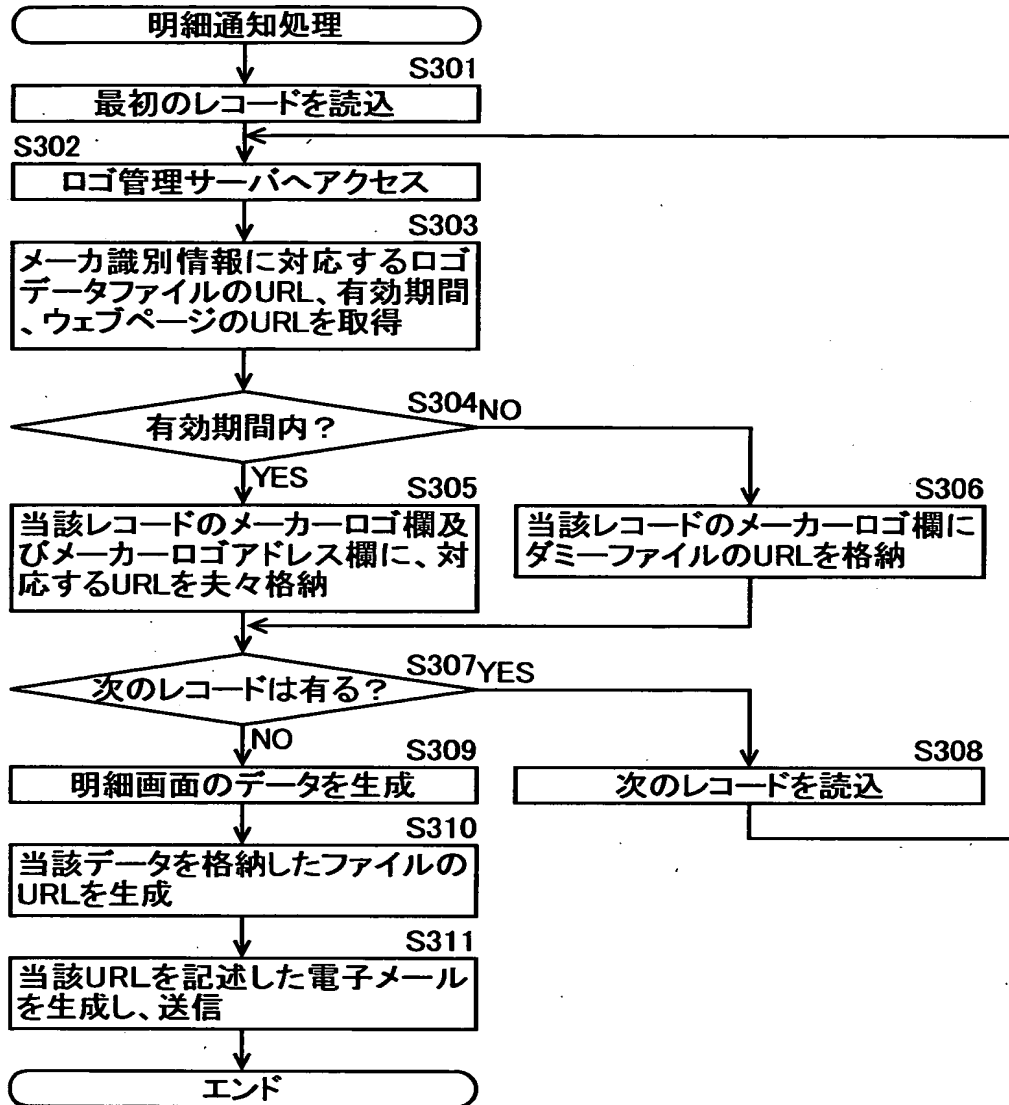 明細通知処理
S301
最初のレコードを読込
S302
ロゴ管理サーバへアクセス
S303
メーカ識別情報に対応するロゴ
データファイルのURL、有効期間
、ウェブページのURLを取得
S304
有効期間内?
NO
YES
S305
当該レコードのメーカーロゴ欄及
びメーカーロゴアドレス欄に、対
応するURLを夫々格納
S306
当該レコードのメーカーロゴ欄に
ダミーファイルのURLを格納
S307
次のレコードは有る?
YES
NO
S309
明細画面のデータを生成
S308
次のレコードを読込
S310
当該データを格納したファイルの
URLを生成
S311
当該URLを記述した電子メール
を生成し、送信
エンド